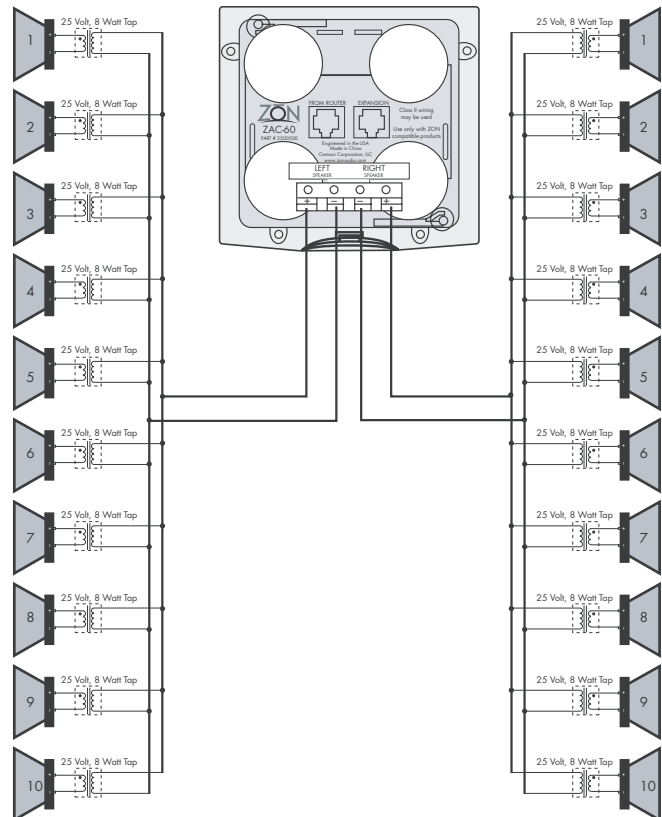 25 Volt, 8 Watt Tap
1
25 Volt, 8 Watt Tap
2
25 Volt, 8 Watt Tap
3
25 Volt, 8 Watt Tap
4
25 Volt, 8 Watt Tap
5
25 Volt, 8 Watt Tap
6
25 Volt, 8 Watt Tap
7
25 Volt, 8 Watt Tap
8
25 Volt, 8 Watt Tap
9
25 Volt, 8 Watt Tap
10
ZON
ZAC-60
PART # 2500500
FROM ROUTER
EXPANSION
Class II wiring
may be used
Use only with ZON
compatible products
Engineered in the USA
Made in China
Oxmoor Corporation, LLC
www.zonaudio.com
LEFT
SPEAKER
RIGHT
SPEAKER
+ − − +
25 Volt, 8 Watt Tap
1
25 Volt, 8 Watt Tap
2
25 Volt, 8 Watt Tap
3
25 Volt, 8 Watt Tap
4
25 Volt, 8 Watt Tap
5
25 Volt, 8 Watt Tap
6
25 Volt, 8 Watt Tap
7
25 Volt, 8 Watt Tap
8
25 Volt, 8 Watt Tap
9
25 Volt, 8 Watt Tap
10